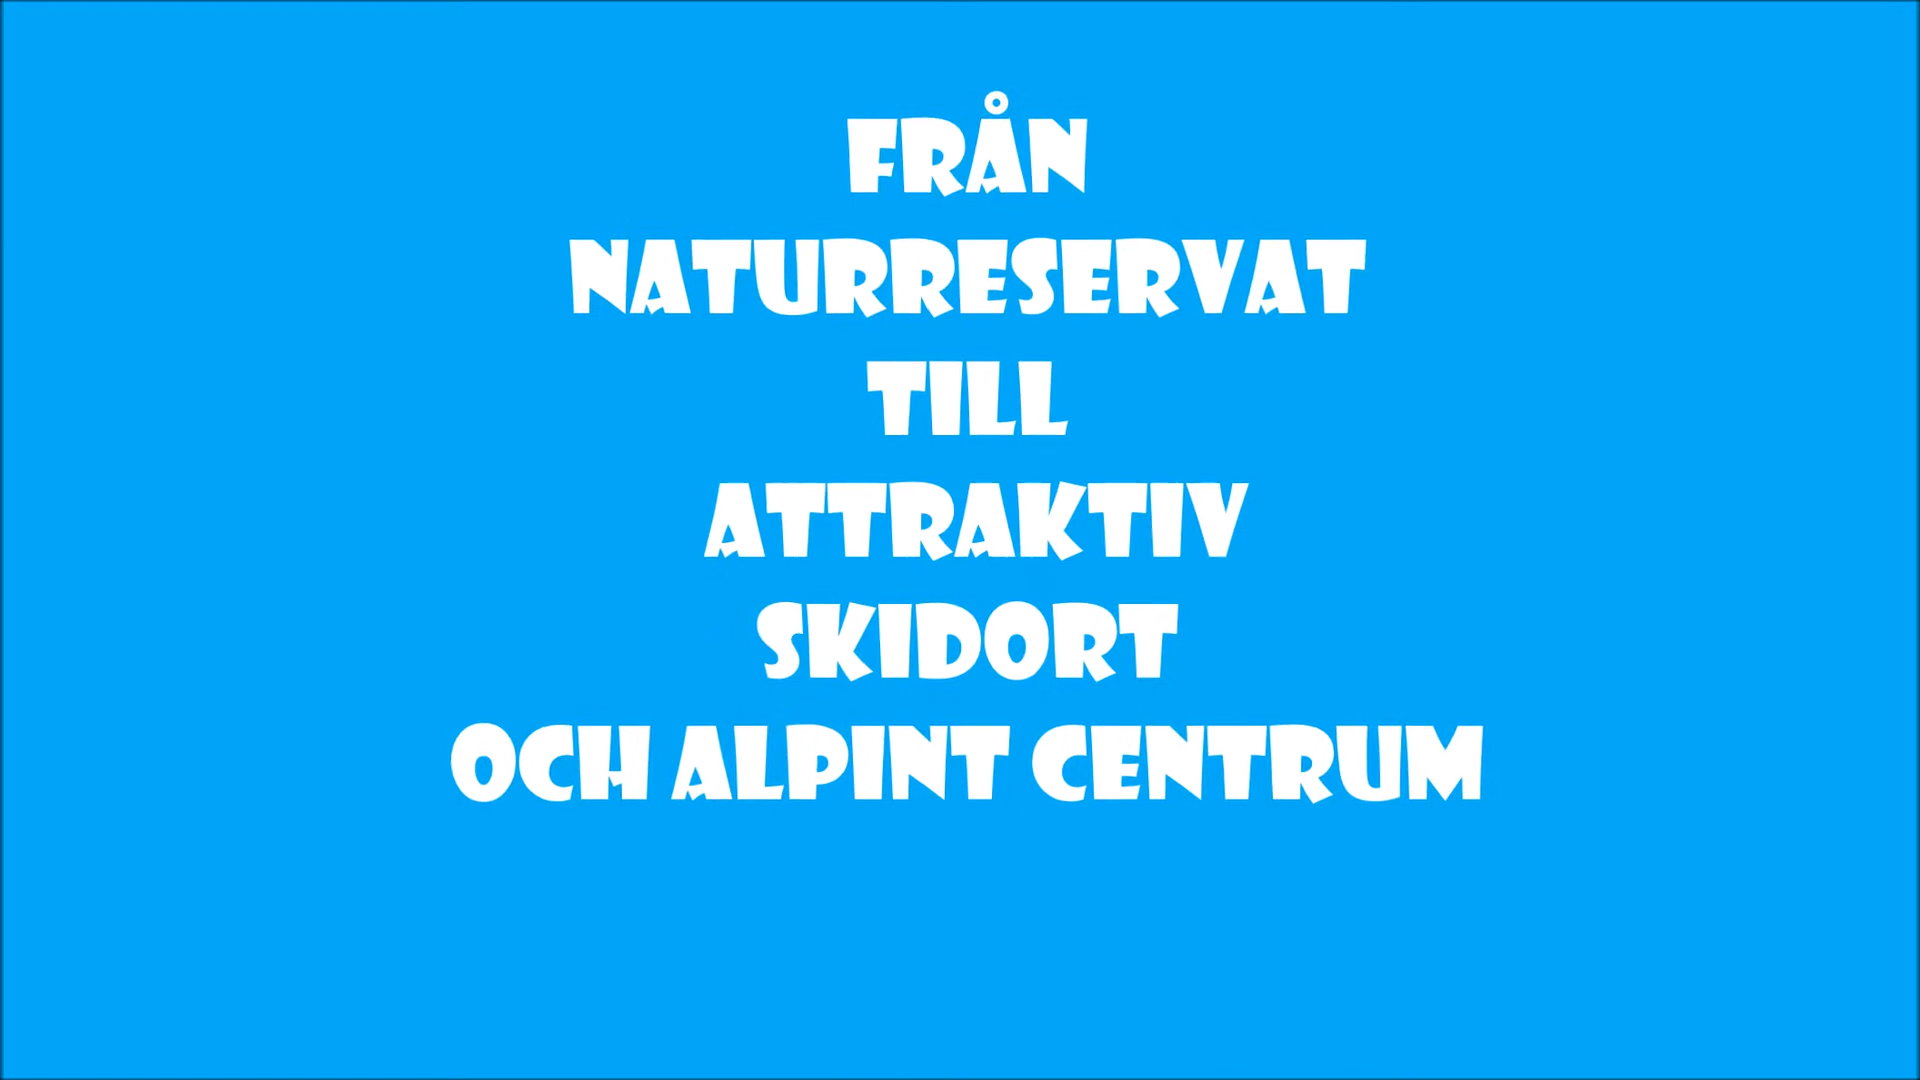 FRÅN
NATURRESERVAT
TILL
ATTRAKTIV
SKIDORT
OCH ALPINT CENTRUM